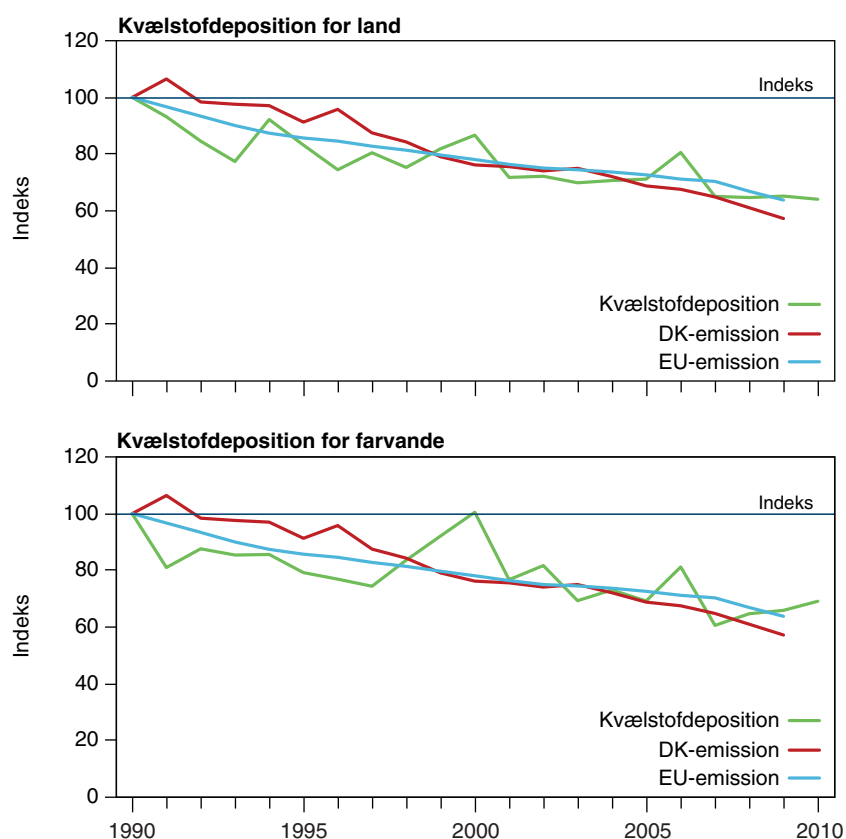 Kvælstofdeposition for land
120
100
80
60
40
20
0
Indeks
Indeks
Kvælstofdeposition
DK-emission
EU-emission
Kvælstofdeposition for farvande
120
100
80
60
40
20
0
Indeks
Indeks
Kvælstofdeposition
DK-emission
EU-emission
1990 1995 2000 2005 2010